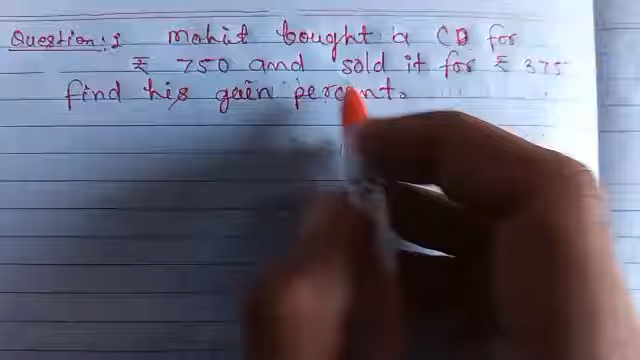 Question:1 Mohit bought a CD for
₹ 750 and sold it for ₹ 375
find his gain percent.